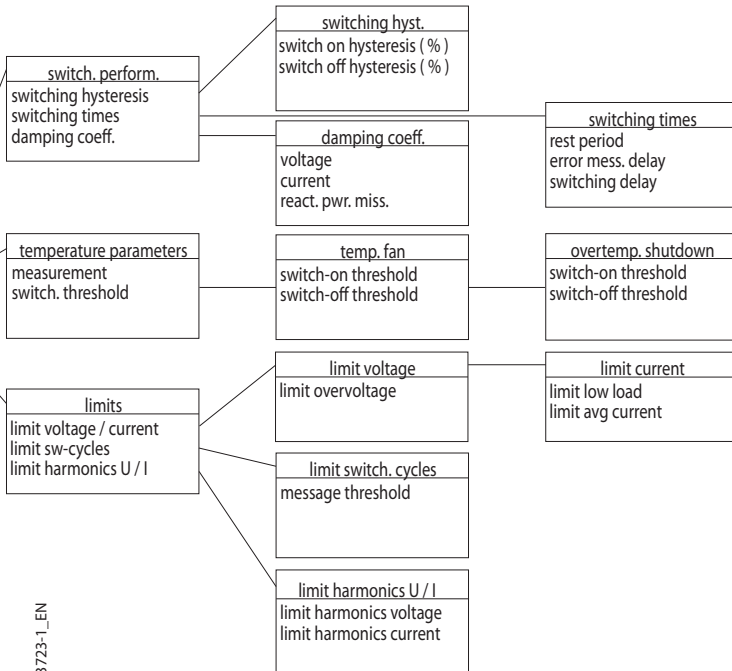 switching hyst.
switch on hysteresis ( % )
switch off hysteresis ( % )
switch. perform.
switching hysteresis
switching times
damping coeff.
damping coeff.
voltage
current
react. pwr. miss.
switching times
rest period
error mess. delay
switching delay
temperature parameters
measurement
switch. threshold
temp. fan
switch-on threshold
switch-off threshold
overtemp. shutdown
switch-on threshold
switch-off threshold
limits
limit voltage / current
limit sw-cycles
limit harmonics U / I
limit voltage
limit overvoltage
limit current
limit low load
limit avg current
limit switch. cycles
message threshold
limit harmonics U / I
limit harmonics voltage
limit harmonics current
3723-1_EN